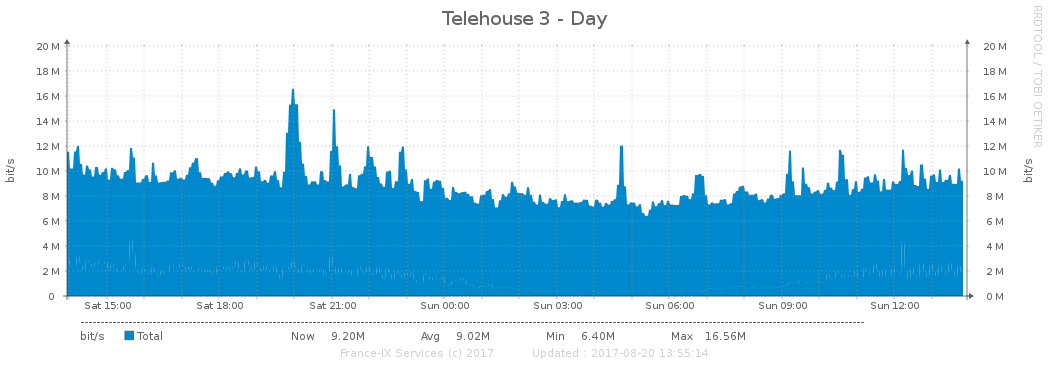 Telehouse 3 - Day
RRDTOOL / TOBI OETIKER
20 M 20 M
18 M 18 M
16 M 16 M
14 M 14 M
12 M 12 M
10 M 10 M
8 M 8 M
6 M 6 M
4 M 4 M
2 M 2 M
0 0 M
bit/s bit/s
Sat 15:00 Sat 18:00 Sat 21:00 Sun 00:00 Sun 03:00 Sun 06:00 Sun 09:00 Sun 12:00
bit/s Total Now 9.20M Avg 9.02M Min 6.40M Max 16.56M
France-IX Services (c) 2017 Updated : 2017-08-20 13:55:14